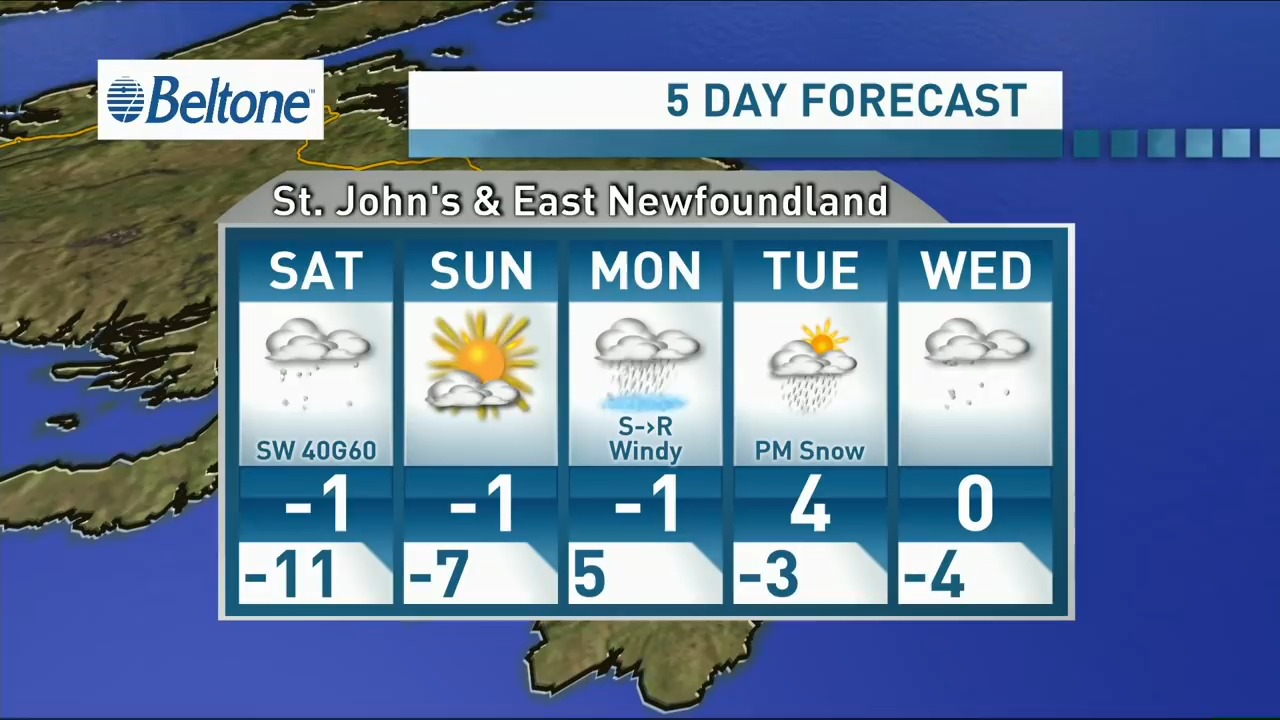 Beltone™
5 DAY FORECAST
St. John's & East Newfoundland
SAT SUN MON TUE WED
S->R
SW 40G60 Windy PM Snow
-1 -1 -1 4 0
-11 -7 5 -3 -4